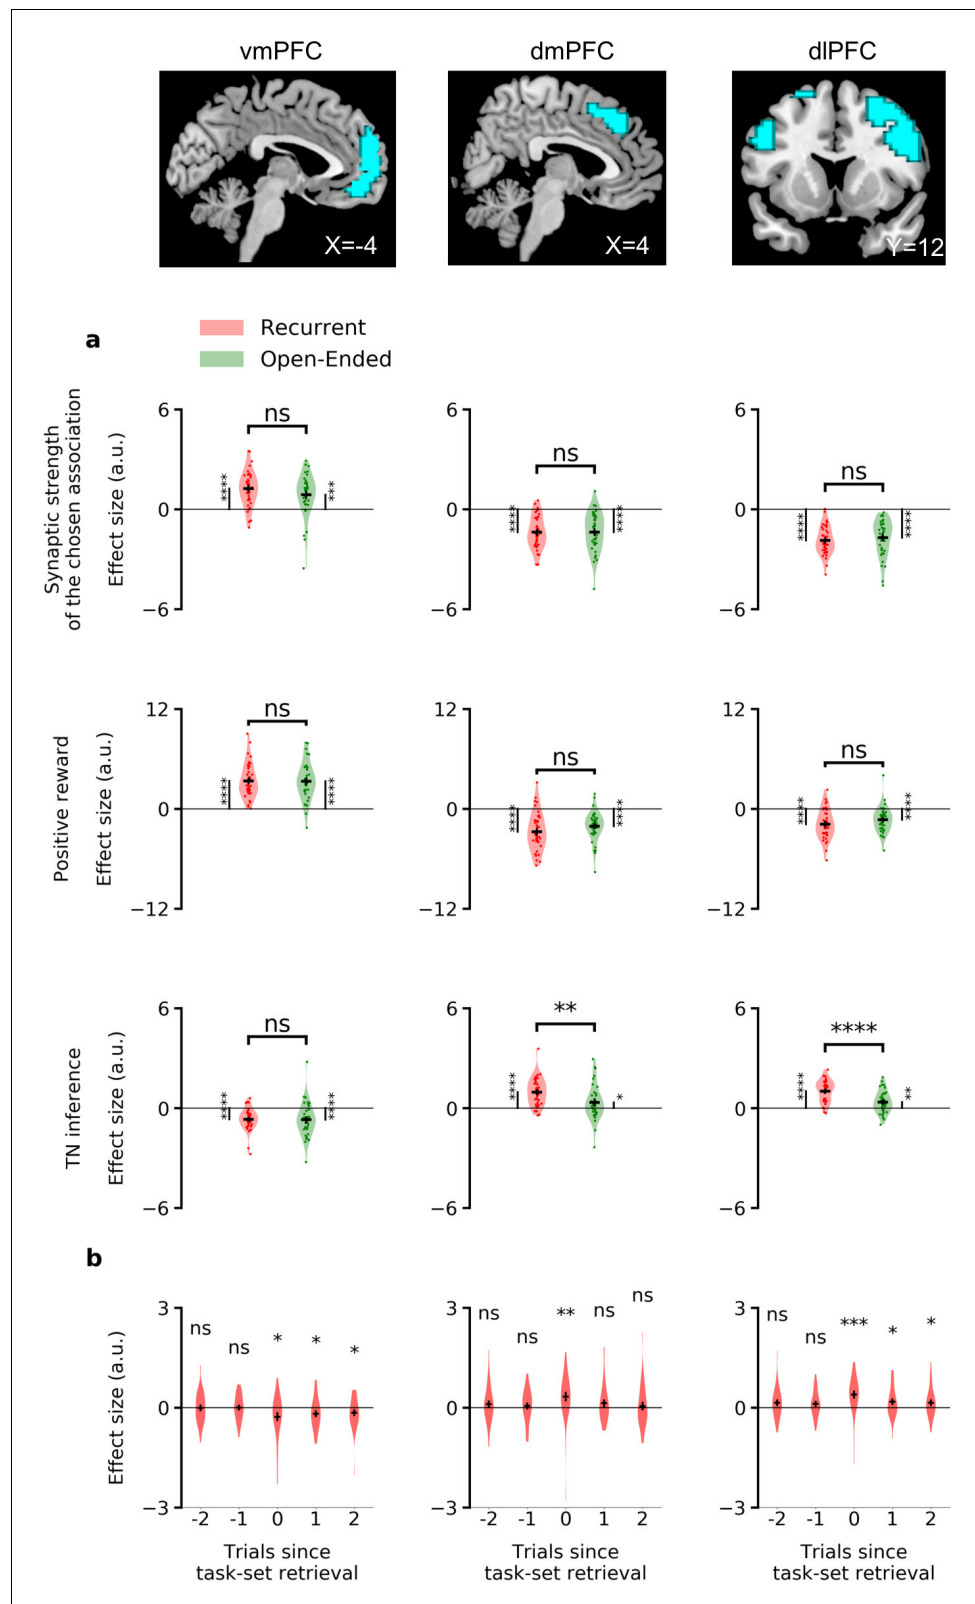 vmPFC dmPFC dlPFC
X=-4 X=4 Y=12
a
Recurrent
Open-Ended
Synaptic strength
of the chosen association
Effect size (a.u.)
6 0 −6
ns
**** ***
6 0 −6
ns
**** ****
6 0 −6
ns
**** ****
Positive reward
Effect size (a.u.)
12 0 −12
ns
**** ****
12 0 −12
ns
**** ****
12 0 −12
ns
**** ****
TN inference
Effect size (a.u.)
6 0 −6
ns
**** ****
6 0 −6
**
**** *
6 0 −6
****
**** **
b
Effect size (a.u.)
3 0 −3
ns ns * * *
-2 -1 0 1 2
Trials since
task-set retrieval
3 0 −3
ns ns ** ns ns
-2 -1 0 1 2
Trials since
task-set retrieval
3 0 −3
ns ns *** * *
-2 -1 0 1 2
Trials since
task-set retrieval